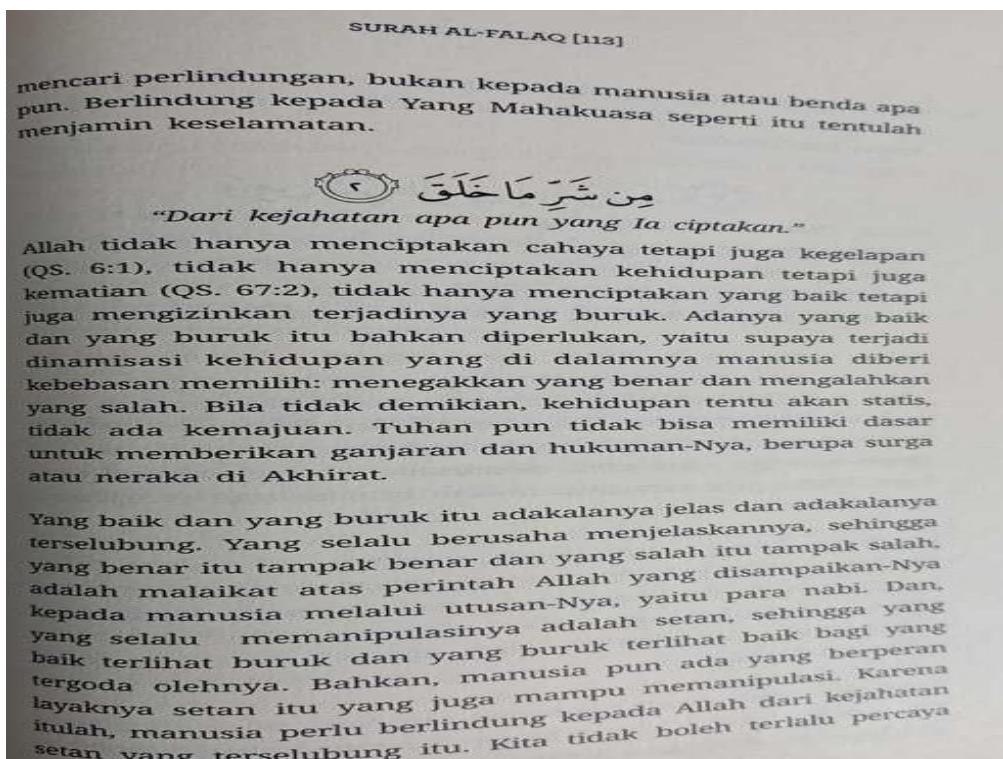 SURAH AL-FALAQ [113]
mencari perlindungan, bukan kepada manusia atau benda apa
pun. Berlindung kepada Yang Mahakuasa seperti itu tentulah
menjamin keselamatan.
مِن شَرِّ مَا خَلَقَ ٢
“Dari kejahatan apa pun yang Ia ciptakan.”
Allah tidak hanya menciptakan cahaya tetapi juga kegelapan
(QS. 6:1), tidak hanya menciptakan kehidupan tetapi juga
kematian (QS. 67:2), tidak hanya menciptakan yang baik tetapi
juga mengizinkan terjadinya yang buruk. Adanya yang baik
dan yang buruk itu bahkan diperlukan, yaitu supaya terjadi
dinamisasi kehidupan yang di dalamnya manusia diberi
kebebasan memilih: menegakkan yang benar dan mengalahkan
yang salah. Bila tidak demikian, kehidupan tentu akan statis,
tidak ada kemajuan. Tuhan pun tidak bisa memiliki dasar
untuk memberikan ganjaran dan hukuman-Nya, berupa surga
atau neraka di Akhirat.
Yang baik dan yang buruk itu adakalanya jelas dan adakalanya
terselubung. Yang selalu berusaha menjelaskannya, sehingga
yang benar itu tampak benar dan yang salah itu tampak salah,
adalah malaikat atas perintah Allah yang disampaikan-Nya
kepada manusia melalui utusan-Nya, yaitu para nabi. Dan,
yang selalu memanipulasinya adalah setan, sehingga yang
baik terlihat buruk dan yang buruk terlihat baik bagi yang
tergoda olehnya. Bahkan, manusia pun ada yang berperan
layaknya setan itu yang juga mampu memanipulasi. Karena
itulah, manusia perlu berlindung kepada Allah dari kejahatan
setan yang terselubung itu. Kita tidak boleh terlalu percaya